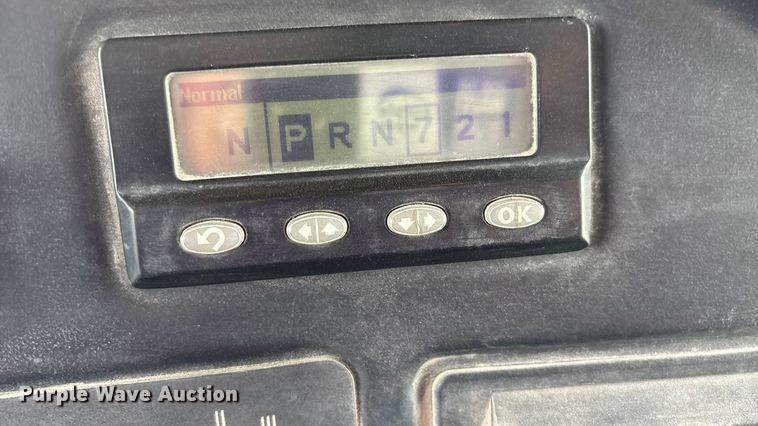 Normal
N P R N 7 2 1
OK
Purple Wave Auction